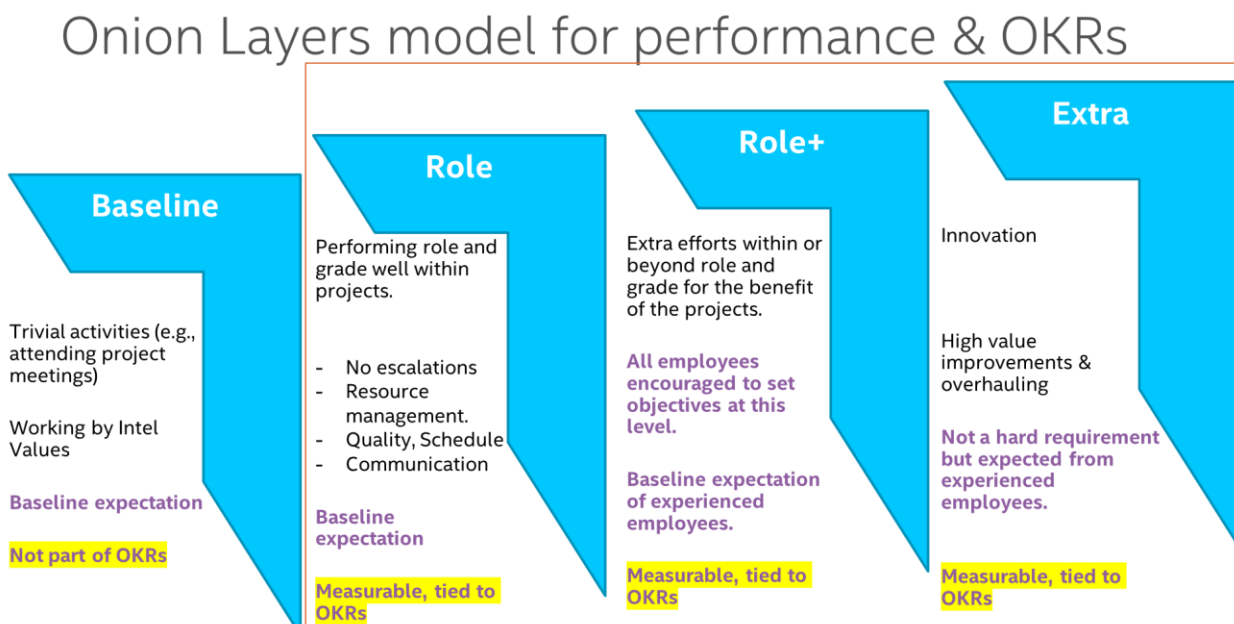 Onion Layers model for performance & OKRs
Baseline
Trivial activities (e.g.,
attending project
meetings)
Working by Intel
Values
Baseline expectation
Not part of OKRs
Role
Performing role and
grade well within
projects.
- No escalations
- Resource
management.
- Quality, Schedule
- Communication
Baseline
expectation
Measurable, tied to
OKRs
Role+
Extra efforts within or
beyond role and
grade for the benefit
of the projects.
All employees
encouraged to set
objectives at this
level.
Baseline expectation
of experienced
employees.
Measurable, tied to
OKRs
Extra
Innovation
High value
improvements &
overhauling
Not a hard requirement
but expected from
experienced
employees.
Measurable, tied to
OKRs